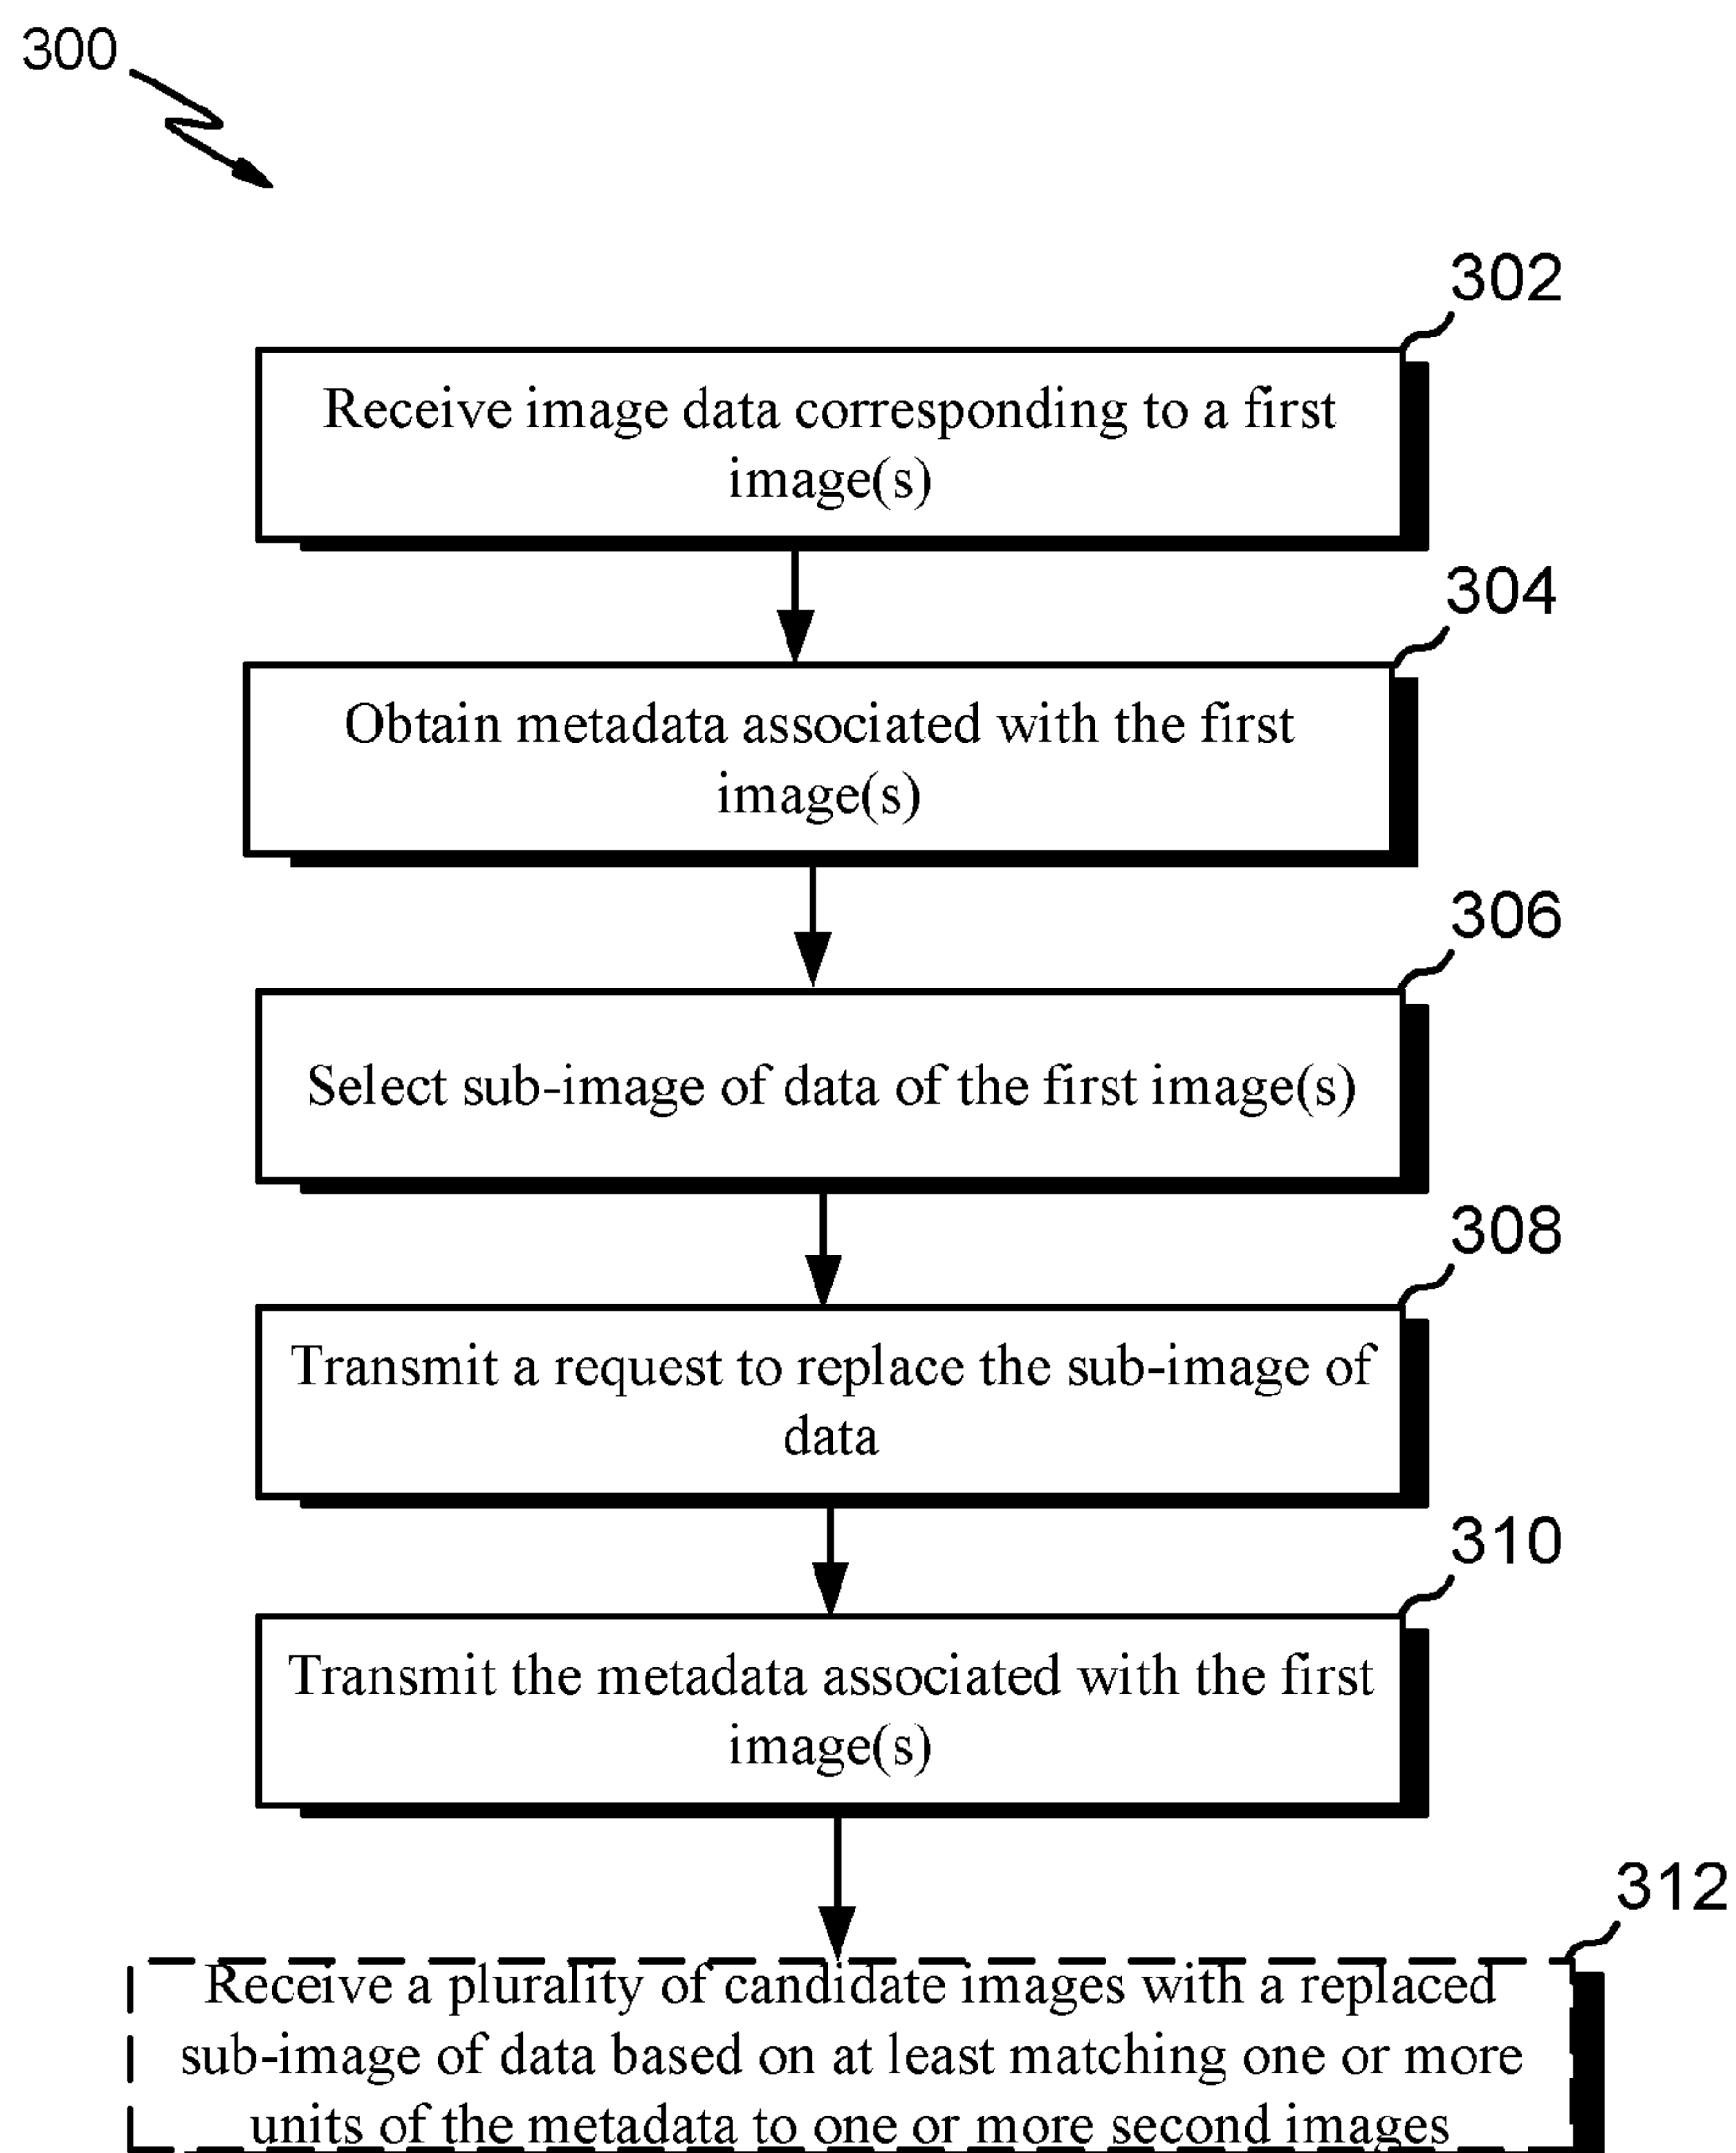 300
302
Receive image data corresponding to a first
image(s)
304
Obtain metadata associated with the first
image(s)
306
Select sub-image of data of the first image(s)
308
Transmit a request to replace the sub-image of
data
310
Transmit the metadata associated with the first
image(s)
312
Receive a plurality of candidate images with a replaced
sub-image of data based on at least matching one or more
units of the metadata to one or more second images